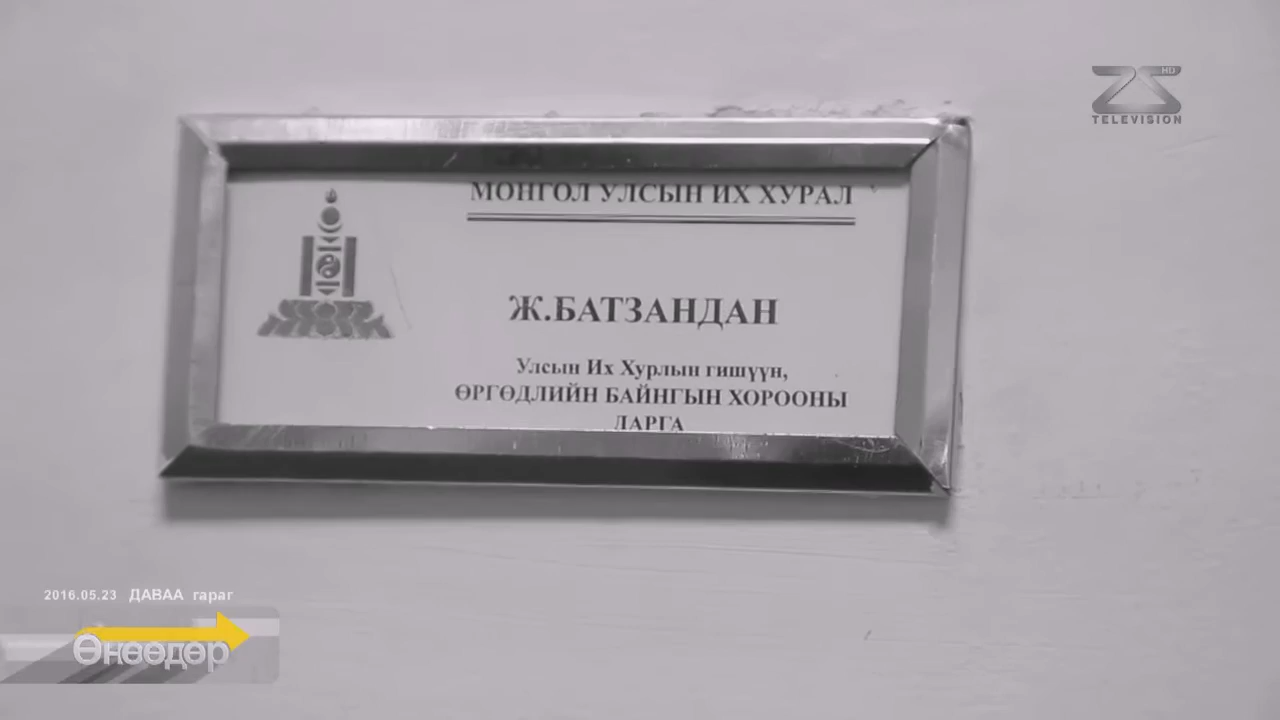 HD
TELEVISION
МОНГОЛ УЛСЫН ИХ ХУРАЛ
Ж.БАТЗАНДАН
Улсын Их Хурлын гишүүн,
ӨРГӨДЛИЙН БАЙНГЫН ХОРООНЫ
ДАРГА
2016.05.23 ДАВАА гараг
Өнөөдөр